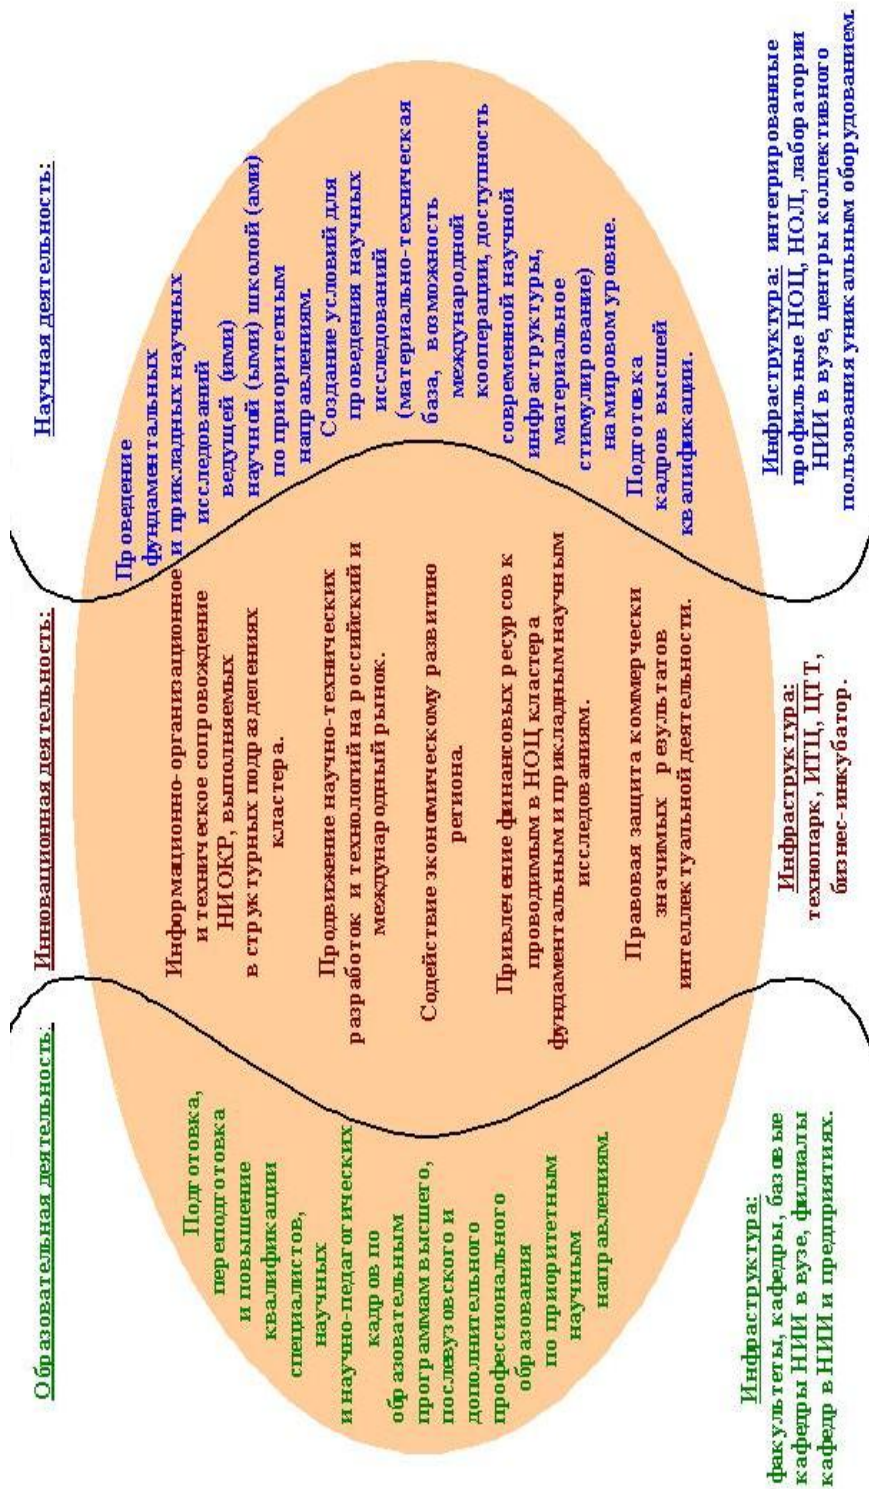 Образовательная деятельность:
Подготовка,
переподготовка
и повышение
квалификации
специалистов,
научных
и научно-педагогических
кадров по
образовательным
программам высшего,
послевузовского и
дополнительного
профессионального
образования
по приоритетным
научным
направлениям.
Инфраструктура:
факультеты, кафедры, базовые
кафедры НИИ в вузе, филиалы
кафедр в НИИ и предприятиях.
Инновационная деятельность:
Информационно-организационное
и техническое сопровождение
НИОКР, выполняемых
в структурных подразделениях
кластера.
Продвижение научно-технических
разработок и технологий на российский и
международный рынок.
Содействие экономическому развитию
региона.
Привлечение финансовых ресурсов к
проводимым в НОЦ кластера
фундаментальным и прикладным научным
исследованиям.
Правовая защита коммерчески
значимых результатов
интеллектуальной деятельности.
Инфраструктура:
технопарк, ИТЦ, ЦТТ,
бизнес-инкубатор.
Научная деятельность:
Проведение
фундаментальных
и прикладных научных
исследований
ведущей (ими)
научной (ыми) школой (ами)
по приоритетным
направлениям.
Создание условий для
проведения научных
исследований
(материально-техническая
база, возможность
международной
кооперации, доступность
современной научной
инфраструктуры,
материальное
стимулирование)
на мировом уровне.
Подготовка
кадров высшей
квалификации.
Инфраструктура: интегрированные
профильные НОЦ, НОЛ, лаборатории
НИИ в вузе, центры коллективного
пользования уникальным оборудованием.